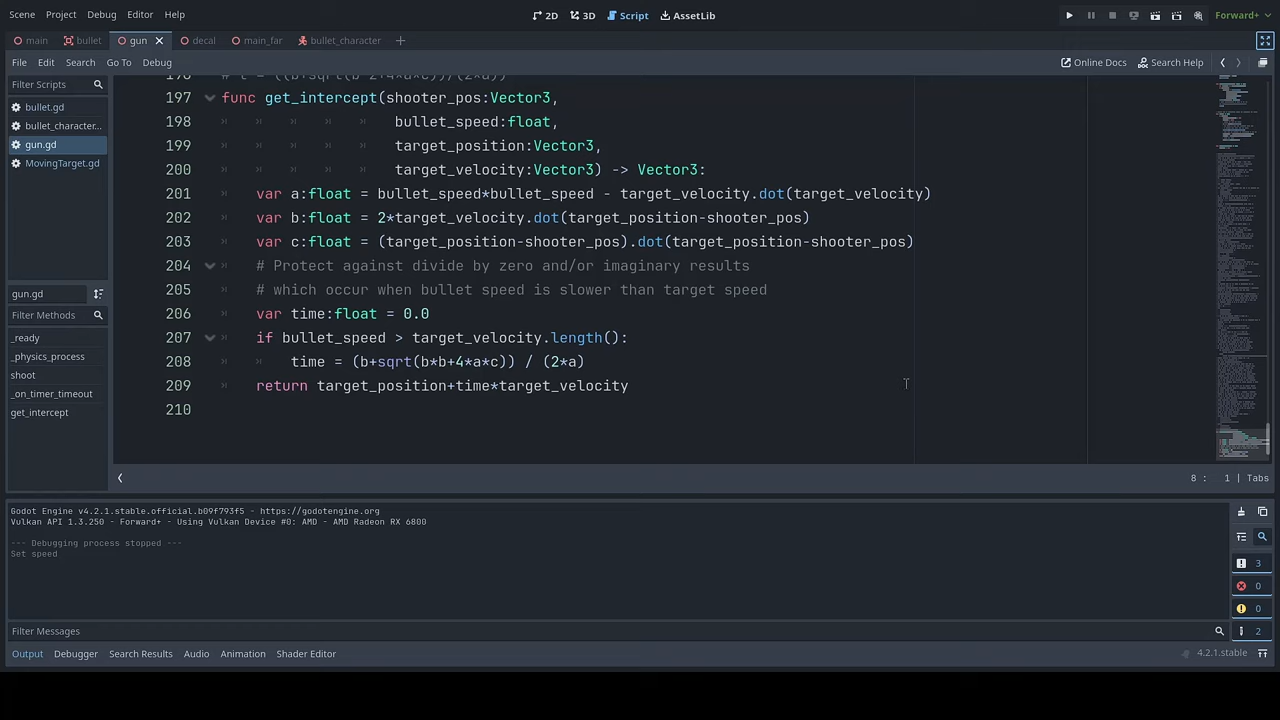 Scene Project Debug Editor Help 2D 3D Script AssetLib Forward+
main bullet gun decal main_far bullet_character
File Edit Search Go To Debug Online Docs Search Help
Filter Scripts
bullet.gd
bullet_character...
gun.gd
MovingTarget.gd
gun.gd
Filter Methods
_ready
_physics_process
shoot
_on_timer_timeout
get_intercept
196 # t = ((b+sqrt(b^2+4*a*c))/(2*a))
197 func get_intercept(shooter_pos:Vector3,
198 bullet_speed:float,
199 target_position:Vector3,
200 target_velocity:Vector3) -> Vector3:
201 var a:float = bullet_speed*bullet_speed - target_velocity.dot(target_velocity)
202 var b:float = 2*target_velocity.dot(target_position-shooter_pos)
203 var c:float = (target_position-shooter_pos).dot(target_position-shooter_pos)
204 # Protect against divide by zero and/or imaginary results
205 # which occur when bullet speed is slower than target speed
206 var time:float = 0.0
207 if bullet_speed > target_velocity.length():
208 time = (b+sqrt(b*b+4*a*c)) / (2*a)
209 return target_position+time*target_velocity
210
8 : 1 | Tabs
Godot Engine v4.2.1.stable.official.b09f793f5 - https://godotengine.org
Vulkan API 1.3.250 - Forward+ - Using Vulkan Device #0: AMD - AMD Radeon RX 6800
--- Debugging process stopped ---
Set speed
3
0
0
2
Filter Messages
Output Debugger Search Results Audio Animation Shader Editor 4.2.1.stable